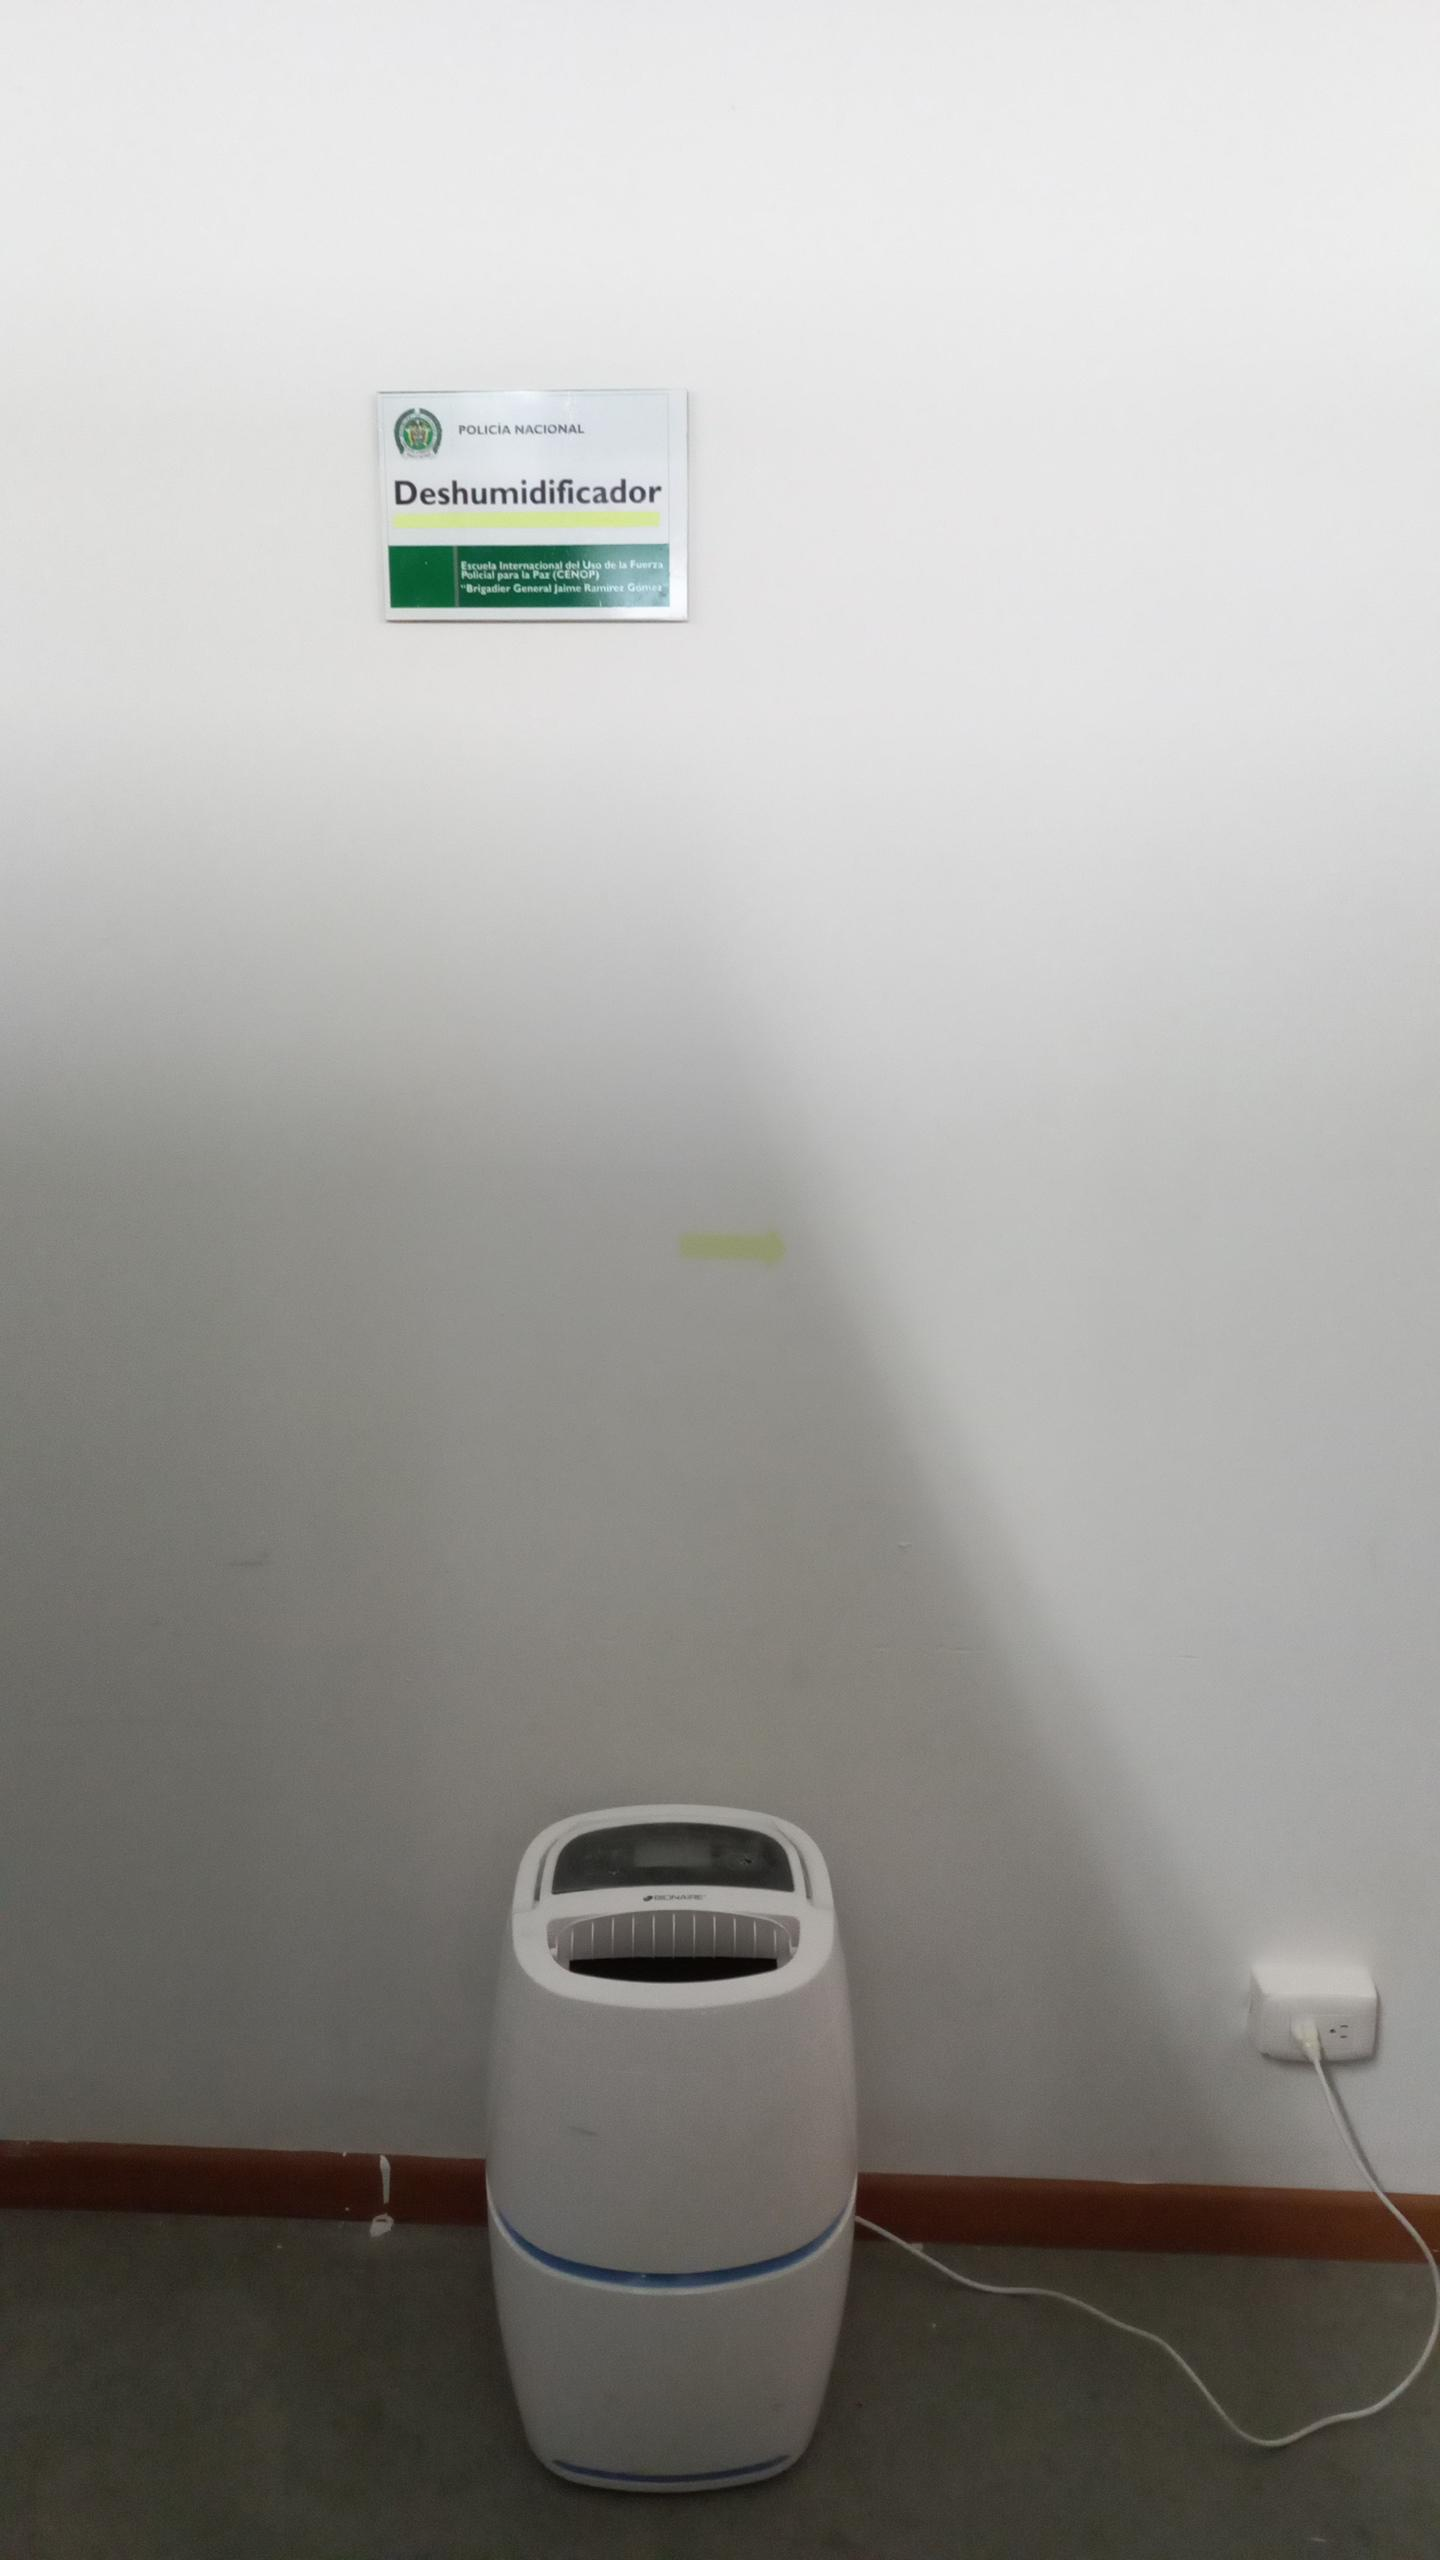 POLICÍA NACIONAL
Deshumidificador
Escuela Internacional del Uso de la Fuerza
Policial para la Paz (CENOP)
"Brigadier General Jaime Ramírez Gómez"
BIONAIRE